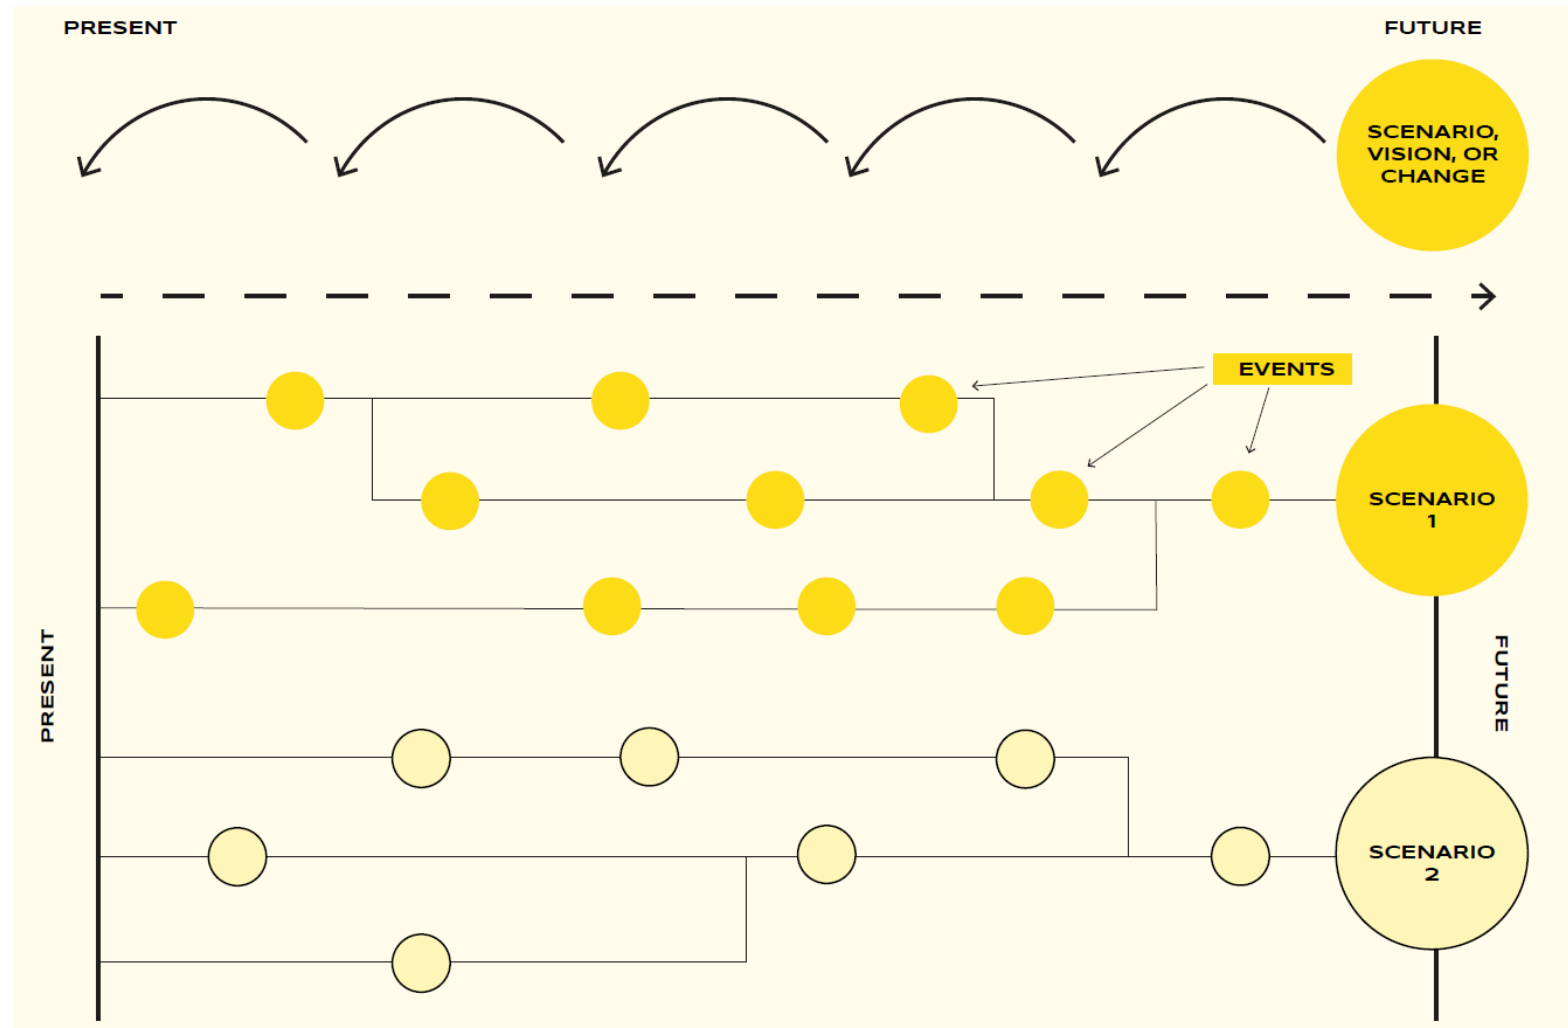 PRESENT
FUTURE
SCENARIO,
VISION, OR
CHANGE
EVENTS
SCENARIO
1
PRESENT
FUTURE
SCENARIO
2